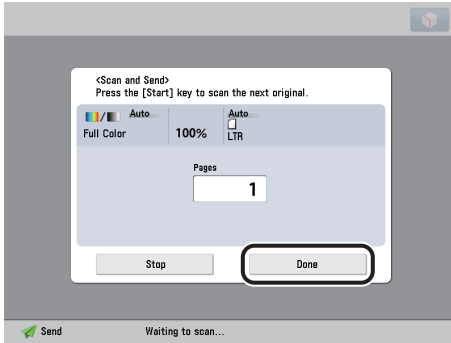 <Scan and Send>
Press the [Start] key to scan the next original.
Auto
Auto
Full Color
100%
LTR
Pages
1
Stop
Done
Send
Waiting to scan...